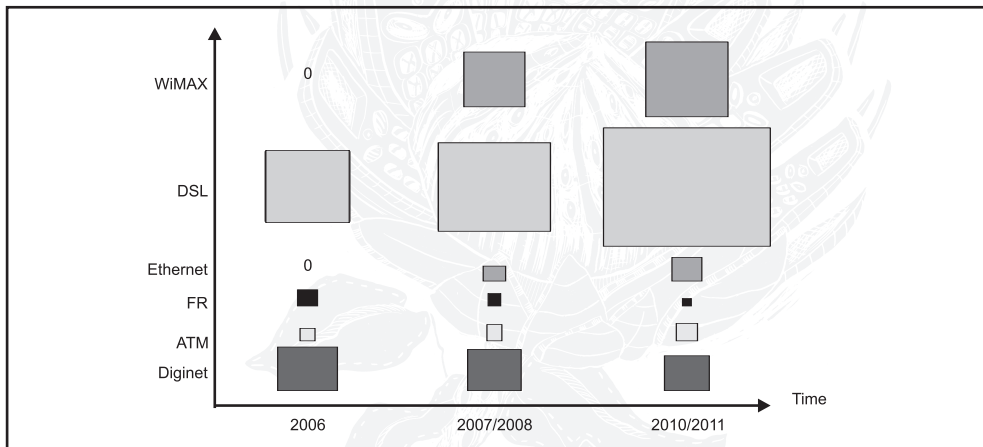 WiMAX
0
DSL
Ethernet
0
FR
ATM
Diginet
Time
2006
2007/2008
2010/2011